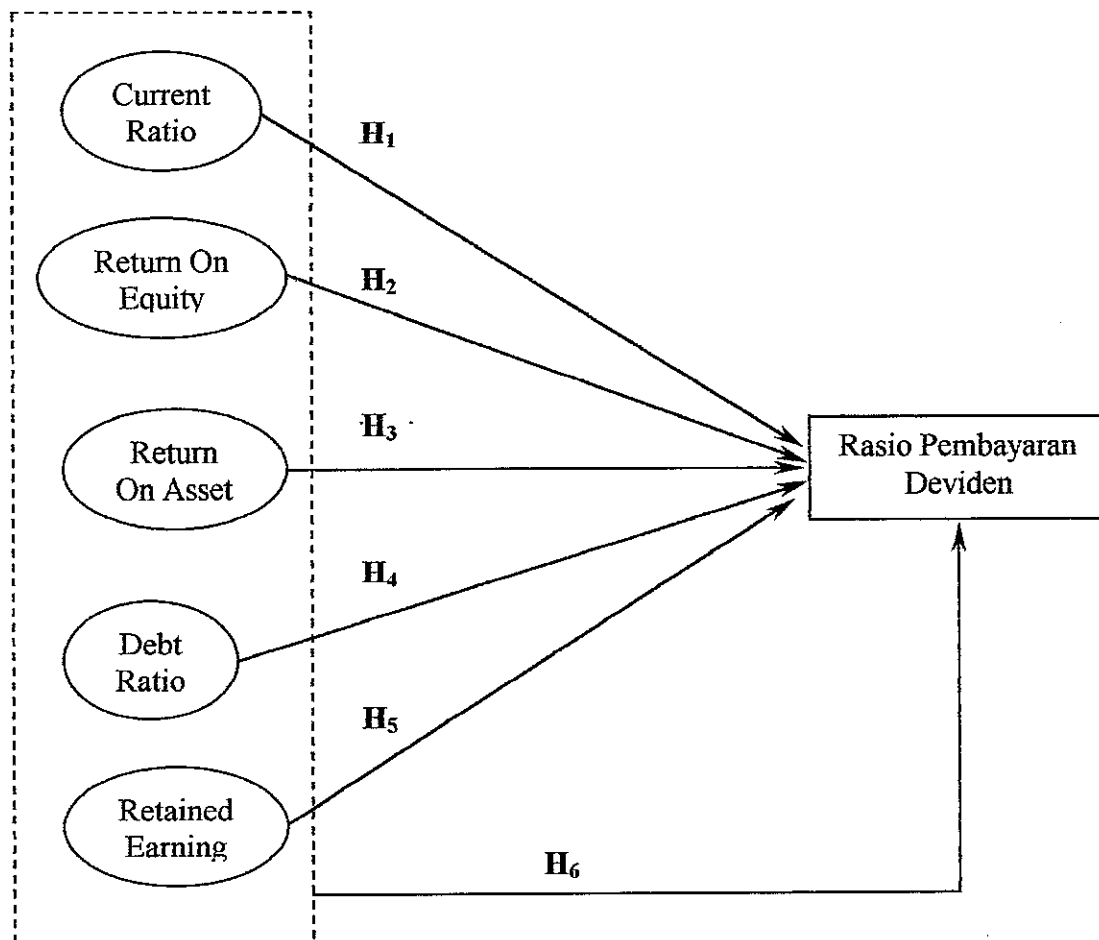 Current
Ratio
H₁
Return On
Equity
H₂
Return
On Asset
H₃
Rasio Pembayaran
Deviden
Debt
Ratio
H₄
Retained
Earning
H₅
H₆